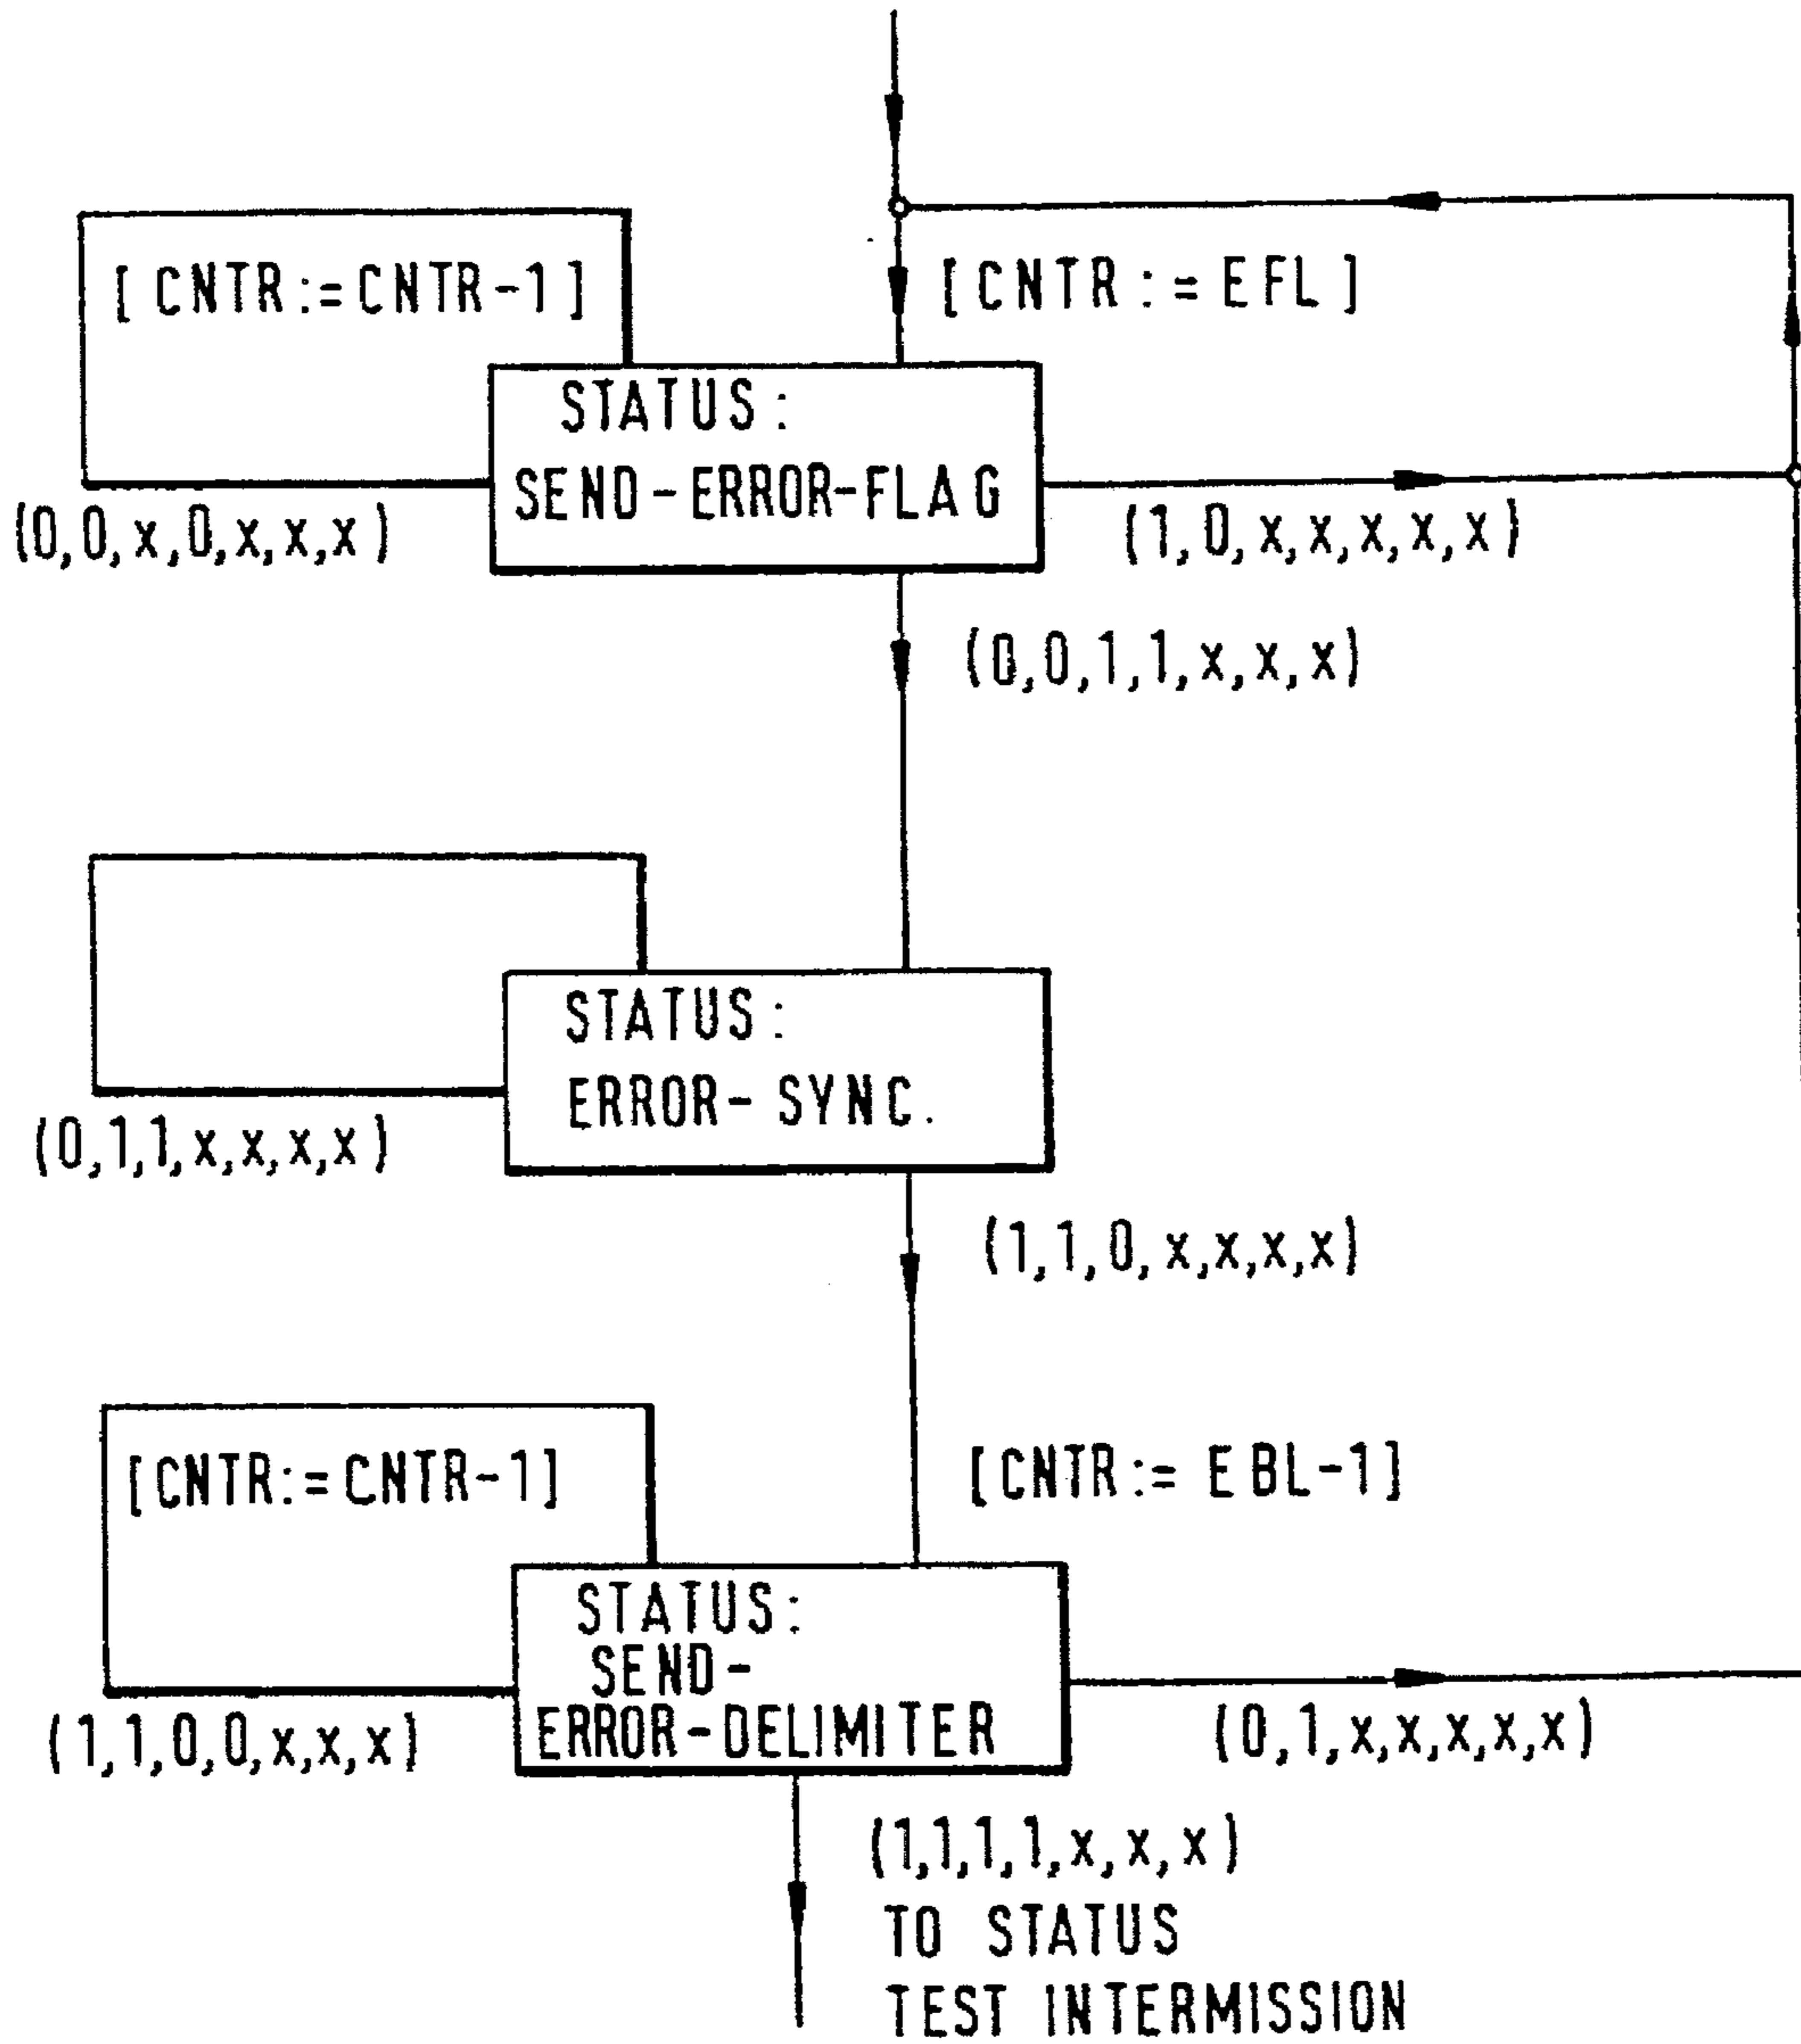 [ CNTR := CNTR-1 ]
[ CNTR := EFL ]
STATUS :
SEND-ERROR-FLAG
(0,0,x,0,x,x,x)
(1,0,x,x,x,x,x)
(0,0,1,1,x,x,x)
STATUS :
ERROR- SYNC.
(0,1,1,x,x,x,x)
(1,1,0,x,x,x,x)
[CNTR:= CNTR-1]
[CNTR:= EBL-1]
STATUS:
SEND-
ERROR-DELIMITER
(1,1,0,0,x,x,x)
(0,1,x,x,x,x,x)
(1,1,1,1,x,x,x)
TO STATUS
TEST INTERMISSION